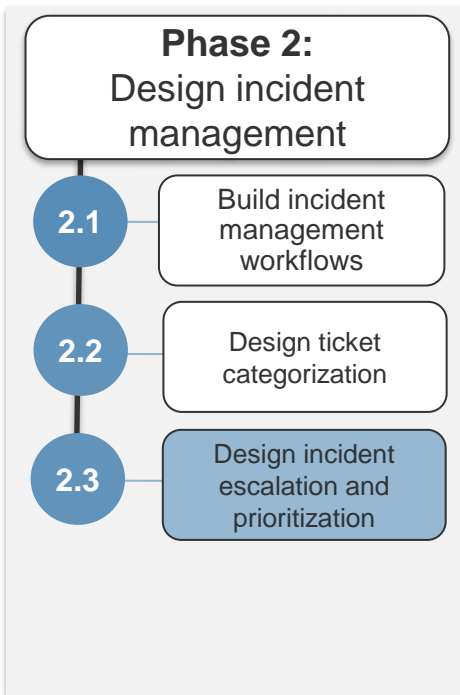 Phase 2:
Design incident
management
2.1
Build incident
management
workflows
2.2
Design ticket
categorization
2.3
Design incident
escalation and
prioritization